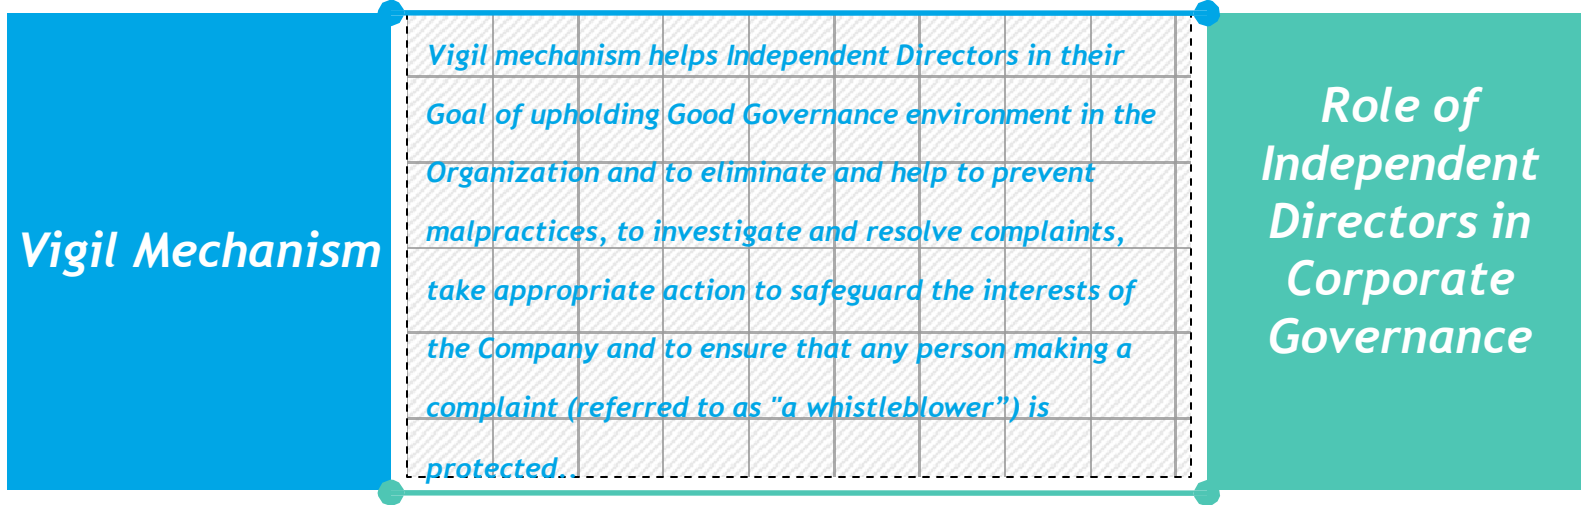 Vigil Mechanism
Vigil mechanism helps Independent Directors in their
Goal of upholding Good Governance environment in the
Organization and to eliminate and help to prevent
malpractices, to investigate and resolve complaints,
take appropriate action to safeguard the interests of
the Company and to ensure that any person making a
complaint (referred to as "a whistleblower”) is
protected..
Role of
Independent
Directors in
Corporate
Governance